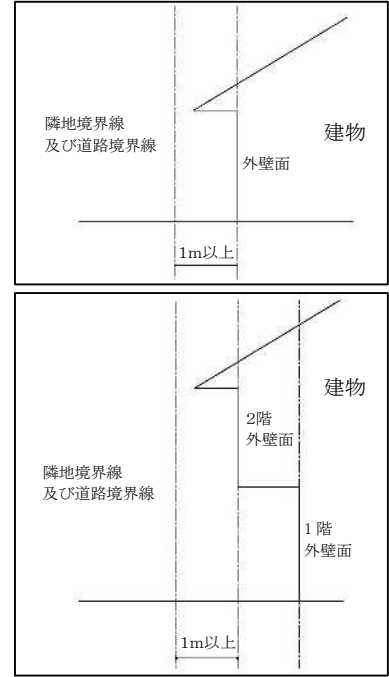 隣地境界線
及び道路境界線
建物
外壁面
1m以上
建物
2階
外壁面
隣地境界線
及び道路境界線
1階
外壁面
1m以上